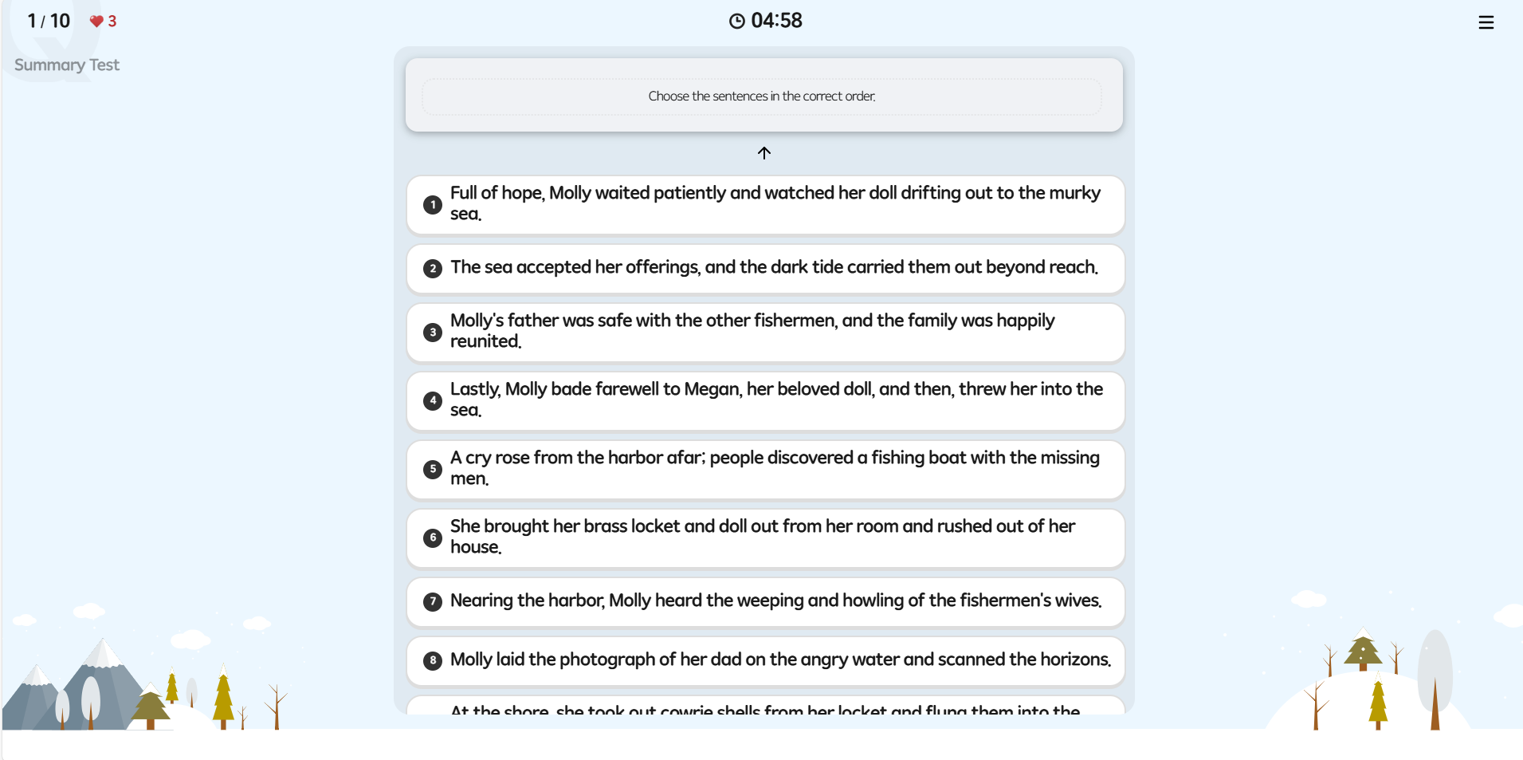 1 / 10 3 04:58
Summary Test
Choose the sentences in the correct order.
1 Full of hope, Molly waited patiently and watched her doll drifting out to the murky
sea.
2 The sea accepted her offerings, and the dark tide carried them out beyond reach.
3 Molly's father was safe with the other fishermen, and the family was happily
reunited.
4 Lastly, Molly bade farewell to Megan, her beloved doll, and then, threw her into the
sea.
5 A cry rose from the harbor afar; people discovered a fishing boat with the missing
men.
6 She brought her brass locket and doll out from her room and rushed out of her
house.
7 Nearing the harbor, Molly heard the weeping and howling of the fishermen's wives.
8 Molly laid the photograph of her dad on the angry water and scanned the horizons.
At the shore, she took out cowrie shells from her locket and flung them into the